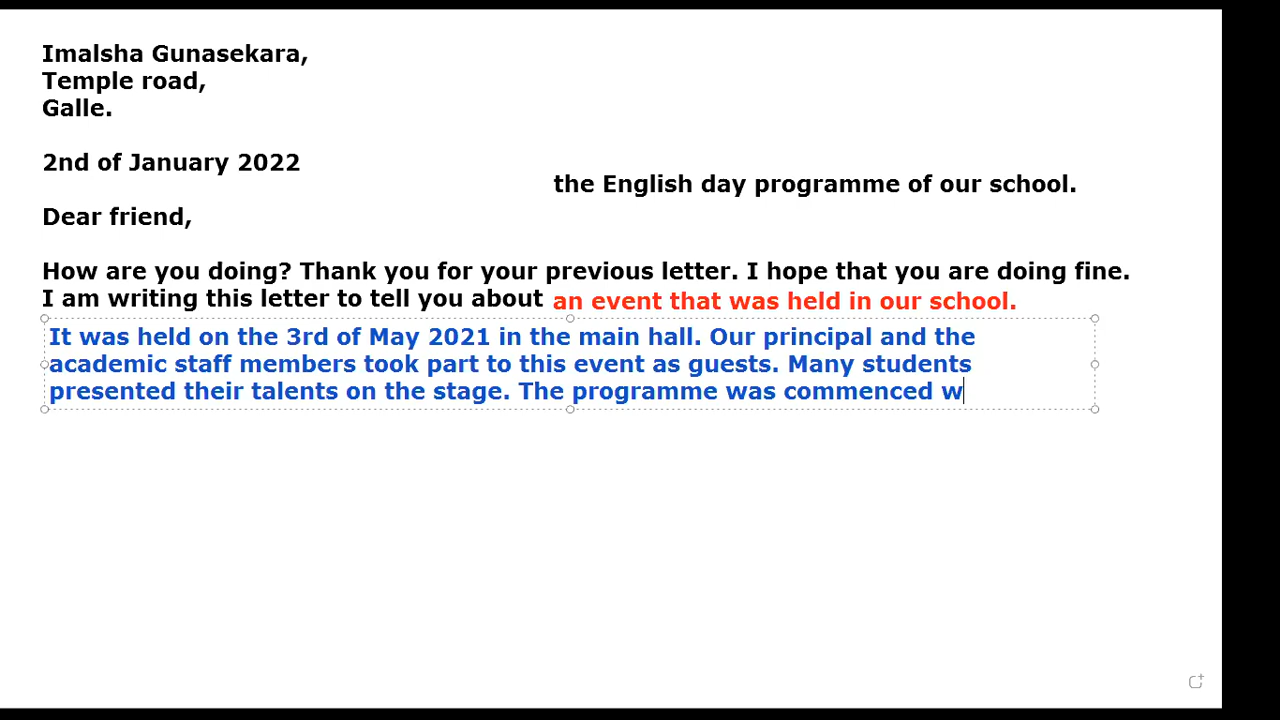 Imalsha Gunasekara,
Temple road,
Galle.
2nd of January 2022
the English day programme of our school.
Dear friend,
How are you doing? Thank you for your previous letter. I hope that you are doing fine.
I am writing this letter to tell you about an event that was held in our school.
It was held on the 3rd of May 2021 in the main hall. Our principal and the
academic staff members took part to this event as guests. Many students
presented their talents on the stage. The programme was commenced w